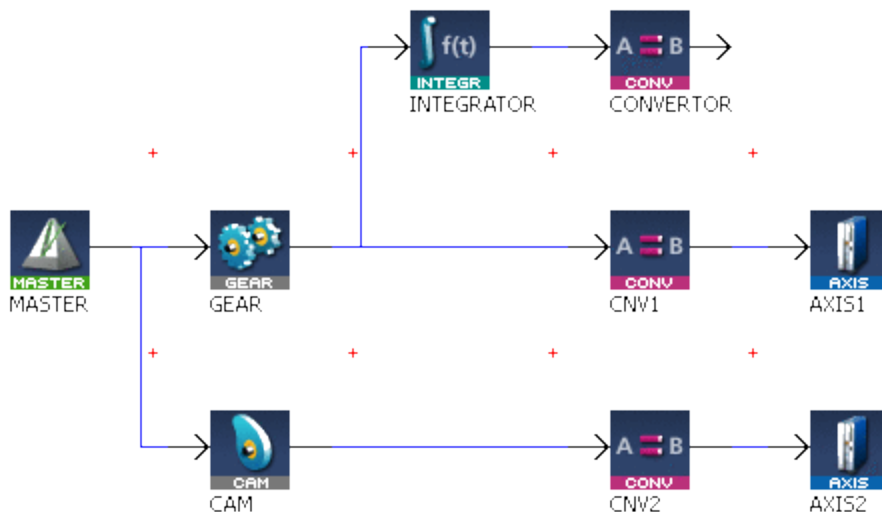 f(t) A B
INTEGR CONV
INTEGRATOR CONVERTOR
A B
MASTER GEAR CONV AXIS
MASTER GEAR CNV1 AXIS1
A B
CAM CONV AXIS
CAM CNV2 AXIS2